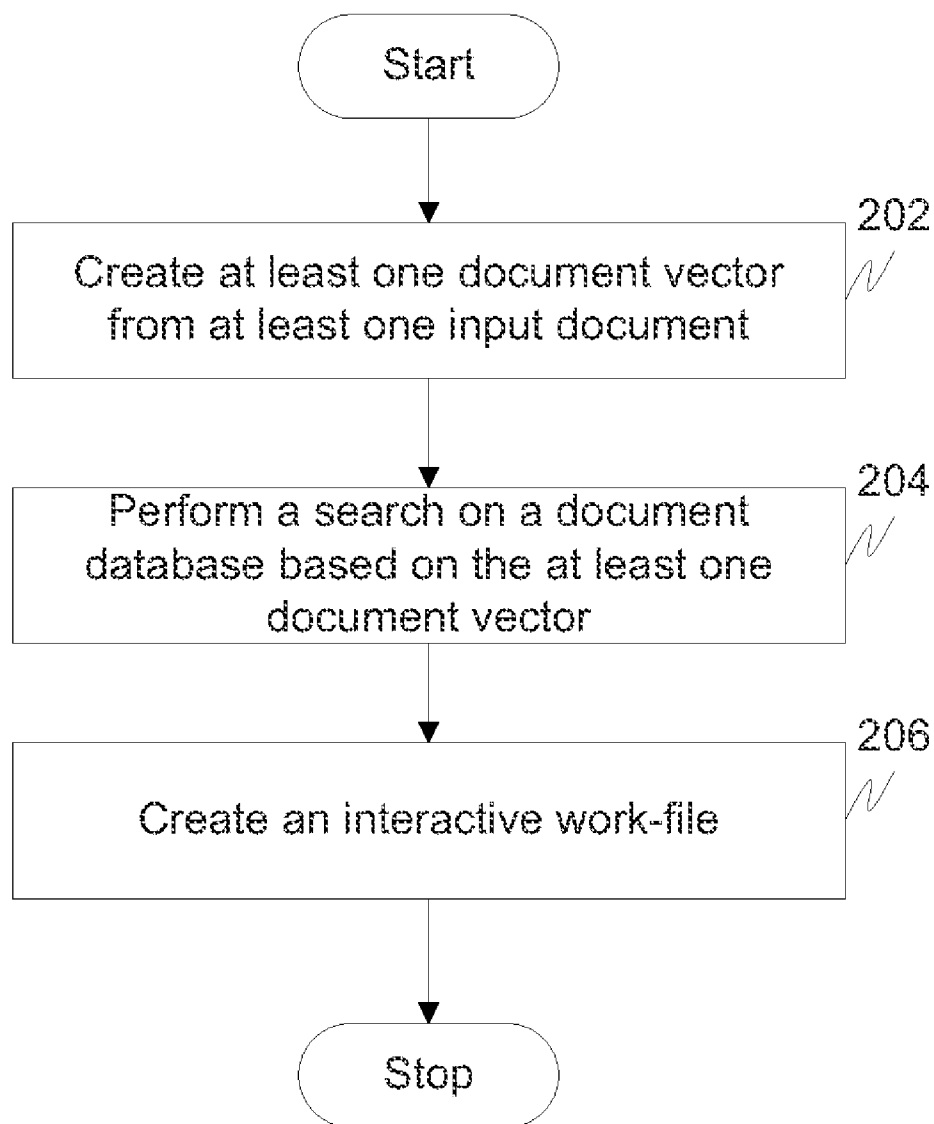 Start
202
Create at least one document vector
from at least one input document
204
Perform a search on a document
database based on the at least one
document vector
206
Create an interactive work-file
Stop